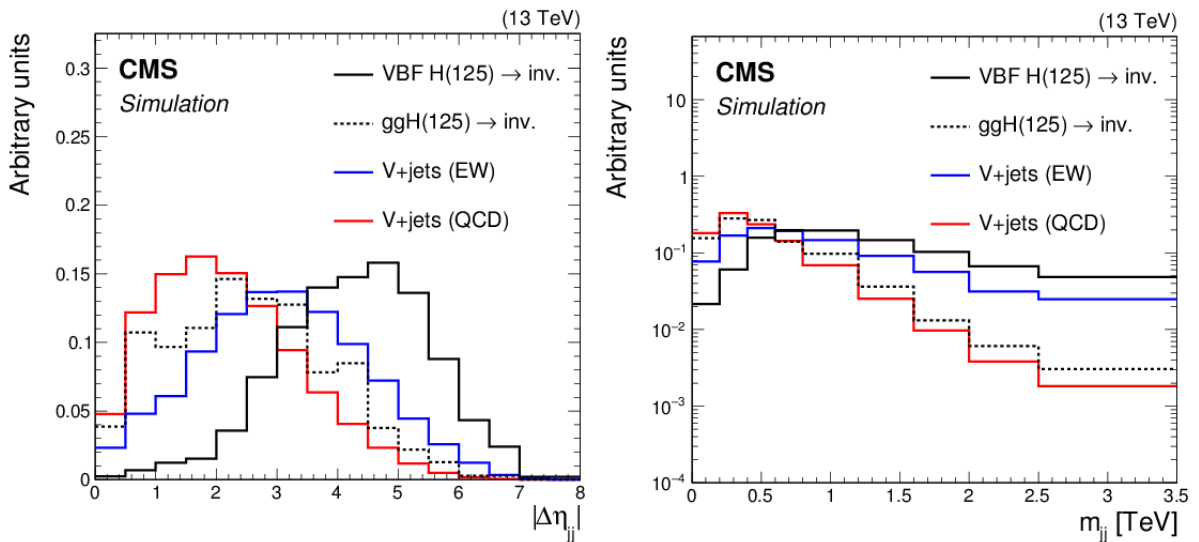 (13 TeV)
Arbitrary units
CMS
Simulation
VBF H(125) → inv.
ggH(125) → inv.
V+jets (EW)
V+jets (QCD)
0.3
0.25
0.2
0.15
0.1
0.05
0
0 1 2 3 4 5 6 7 8
|Δη_jj|
(13 TeV)
Arbitrary units
CMS
Simulation
VBF H(125) → inv.
ggH(125) → inv.
V+jets (EW)
V+jets (QCD)
10
1
10⁻¹
10⁻²
10⁻³
10⁻⁴
0 0.5 1 1.5 2 2.5 3 3.5
m_jj [TeV]